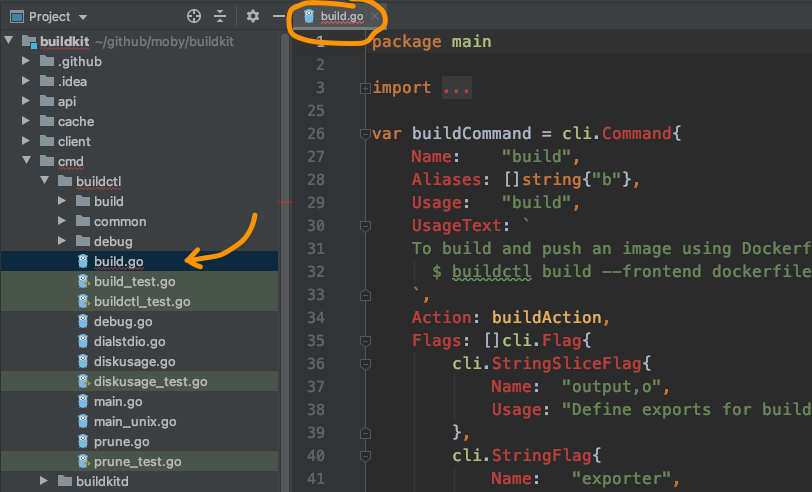 Project
buildkit ~/github/moby/buildkit
.github
.idea
api
cache
client
cmd
buildctl
build
common
debug
build.go
build_test.go
buildctl_test.go
debug.go
dialstdio.go
diskusage.go
diskusage_test.go
main.go
main_unix.go
prune.go
prune_test.go
buildkitd
build.go
1 package main
2
3 import ...
25
26 var buildCommand = cli.Command{
27 Name: "build",
28 Aliases: []string{"b"},
29 Usage: "build",
30 UsageText: `
31 To build and push an image using Dockerf
32 $ buildctl build --frontend dockerfile
33 `,
34 Action: buildAction,
35 Flags: []cli.Flag{
36 cli.StringSliceFlag{
37 Name: "output,o",
38 Usage: "Define exports for build
39 },
40 cli.StringFlag{
41 Name: "exporter",